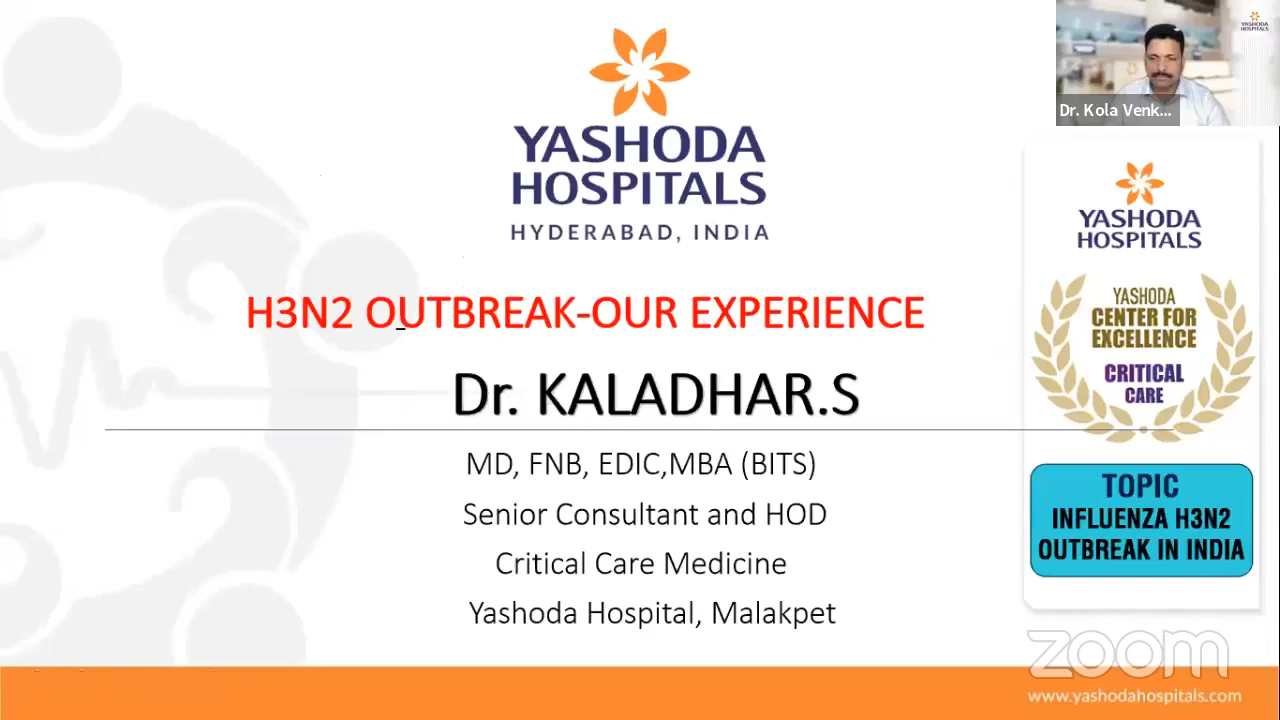 YASHODA
HOSPITALS
HYDERABAD, INDIA
H3N2 OUTBREAK-OUR EXPERIENCE
Dr. KALADHAR.S
MD, FNB, EDIC,MBA (BITS)
Senior Consultant and HOD
Critical Care Medicine
Yashoda Hospital, Malakpet
YASHODA
HOSPITALS
Dr. Kola Venk...
YASHODA
HOSPITALS
YASHODA
CENTER FOR
EXCELLENCE
CRITICAL
CARE
TOPIC
INFLUENZA H3N2
OUTBREAK IN INDIA
zoom
www.yashodahospitals.com